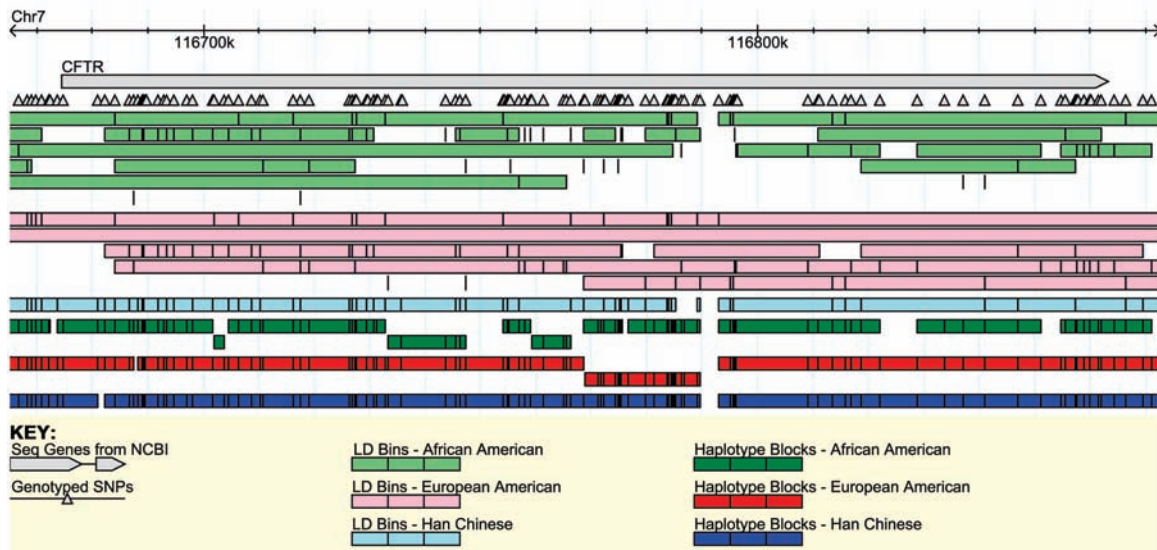 Chr7
116700k 116800k
CFTR
KEY:
Seq Genes from NCBI
Genotyped SNPs
LD Bins - African American
LD Bins - European American
LD Bins - Han Chinese
Haplotype Blocks - African American
Haplotype Blocks - European American
Haplotype Blocks - Han Chinese